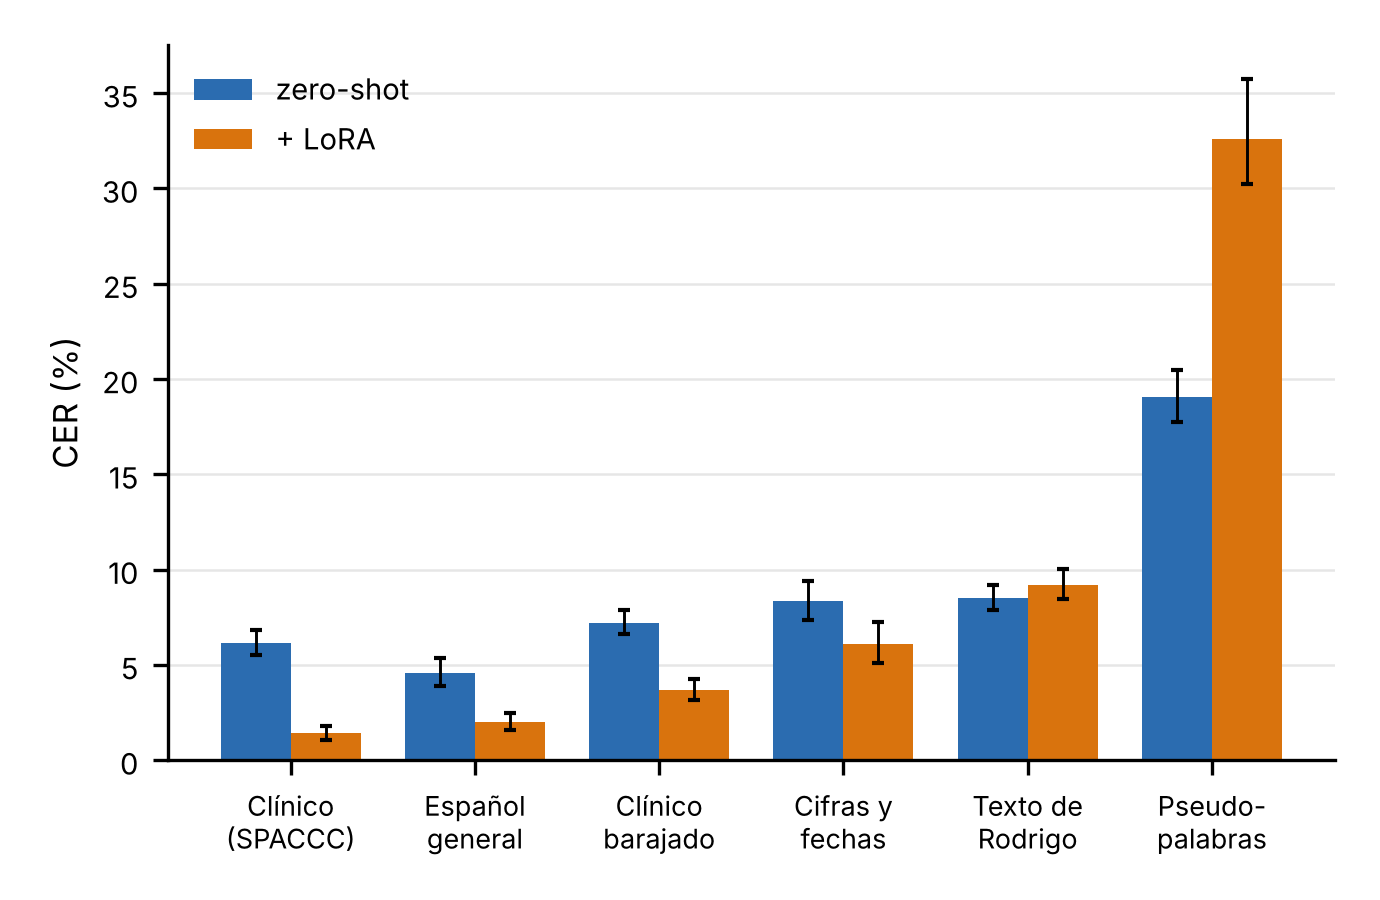 zero-shot
+ LoRA
CER (%)
35
30
25
20
15
10
5
0
Clínico
(SPACCC)
Español
general
Clínico
barajado
Cifras y
fechas
Texto de
Rodrigo
Pseudo-
palabras